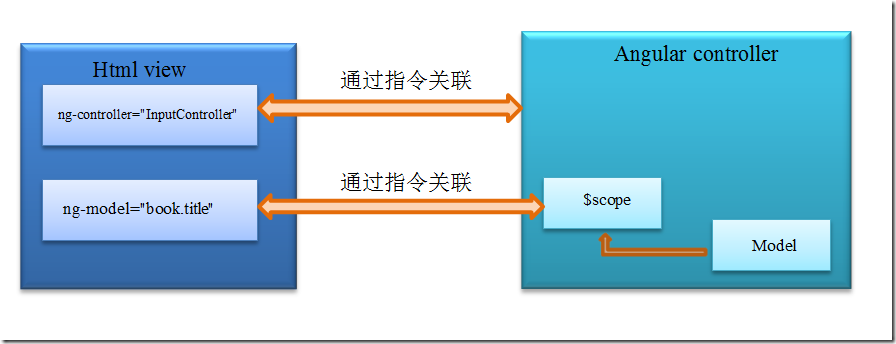 Html view
ng-controller="InputController"
ng-model="book.title"
通过指令关联
通过指令关联
Angular controller
$scope
Model